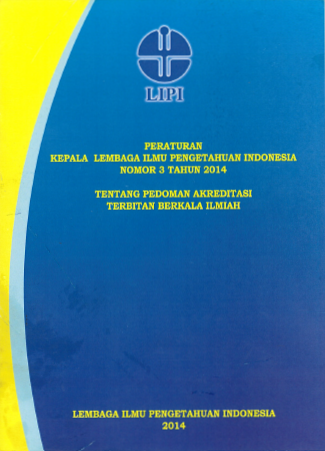 LIPI
PERATURAN
KEPALA LEMBAGA ILMU PENGETAHUAN INDONESIA
NOMOR 3 TAHUN 2014
TENTANG PEDOMAN AKREDITASI
TERBITAN BERKALA ILMIAH
LEMBAGA ILMU PENGETAHUAN INDONESIA
2014